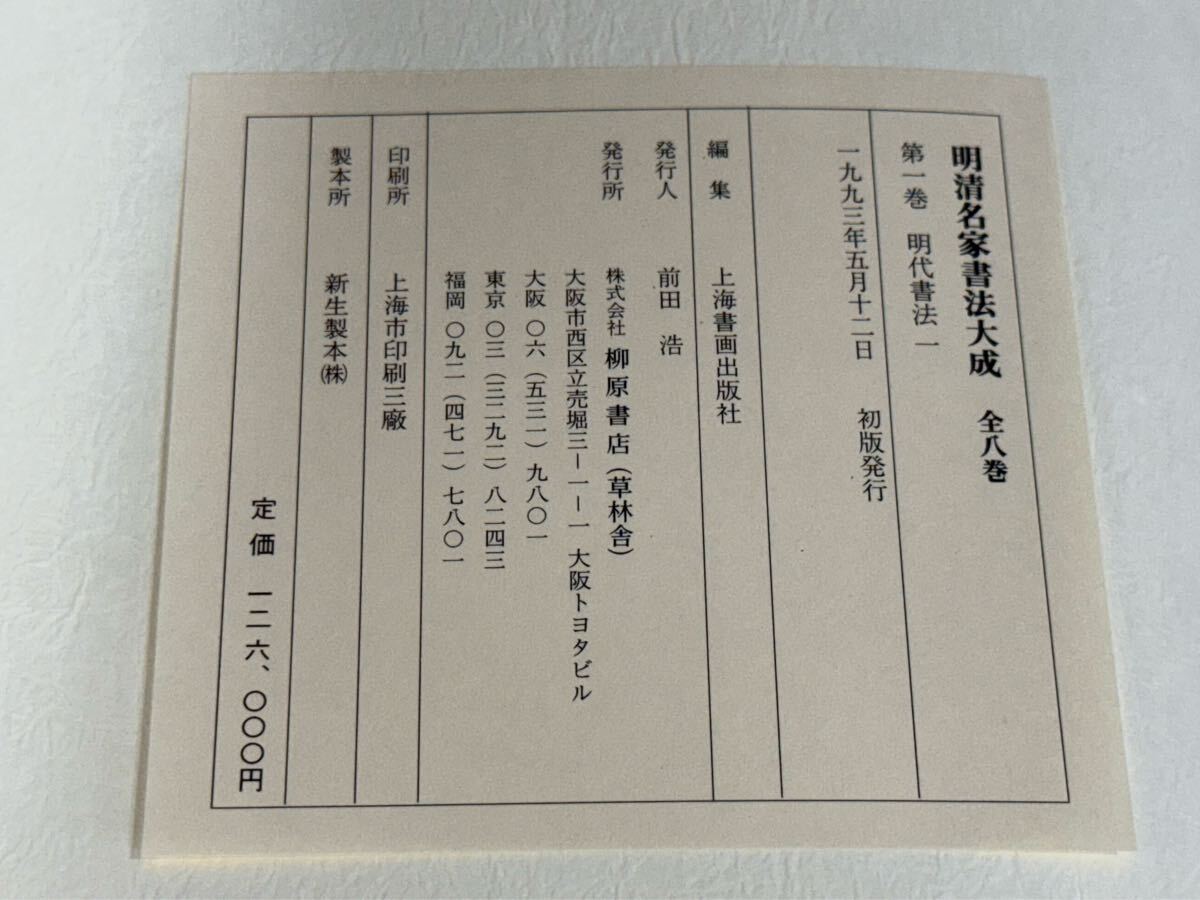 明清名家書法大成 全八巻
第一巻 明代書法 一
一九九三年五月十二日 初版発行
編集 上海書画出版社
発行人 前田 浩
発行所 株式会社 柳原書店(草林舎)
大阪市西区立売堀三-一-一 大阪トヨタビル
大阪 〇六(五三一)九八〇一
東京 〇三(三二九二)八二四三
福岡 〇九二(四七一)七八〇一
印刷所 上海市印刷三廠
製本所 新生製本㈱
定価 一二六、〇〇〇円